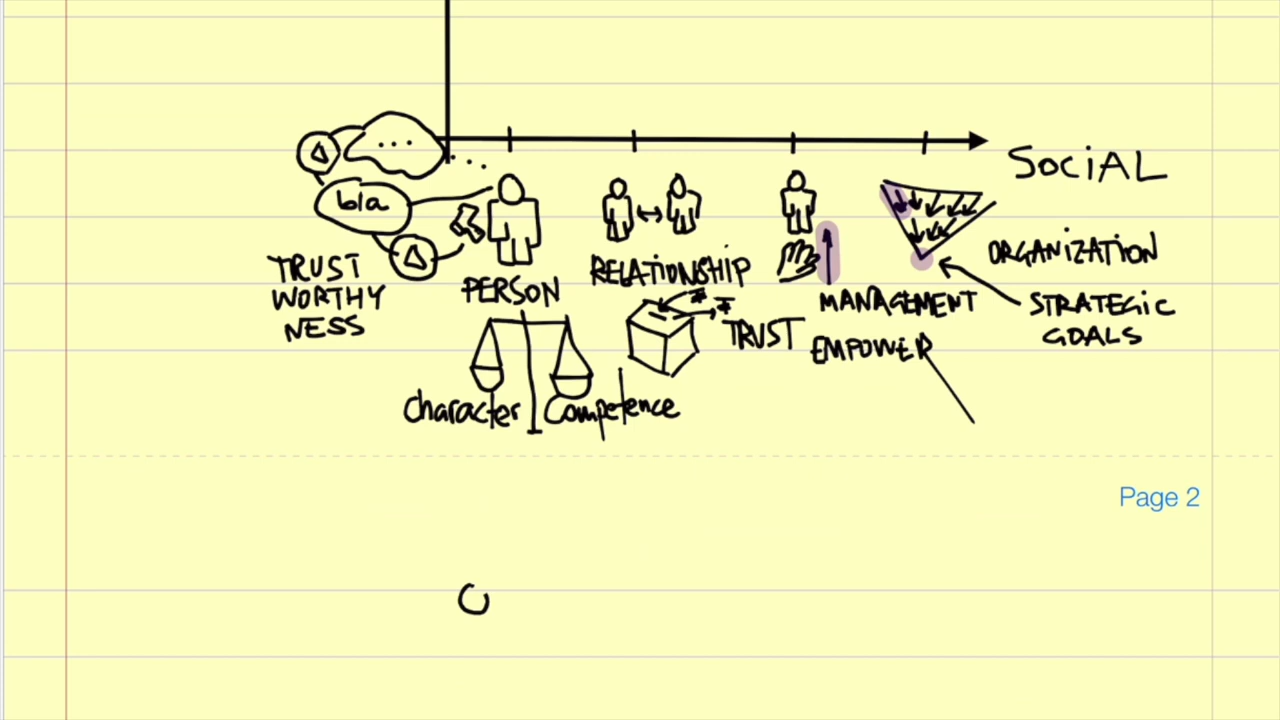 ...
SOCIAL
bla
TRUST
WORTHY
NESS
PERSON
RELATIONSHIP
MANAGEMENT
ORGANIZATION
STRATEGIC
GOALS
TRUST
EMPOWER
Character
Competence
Page 2